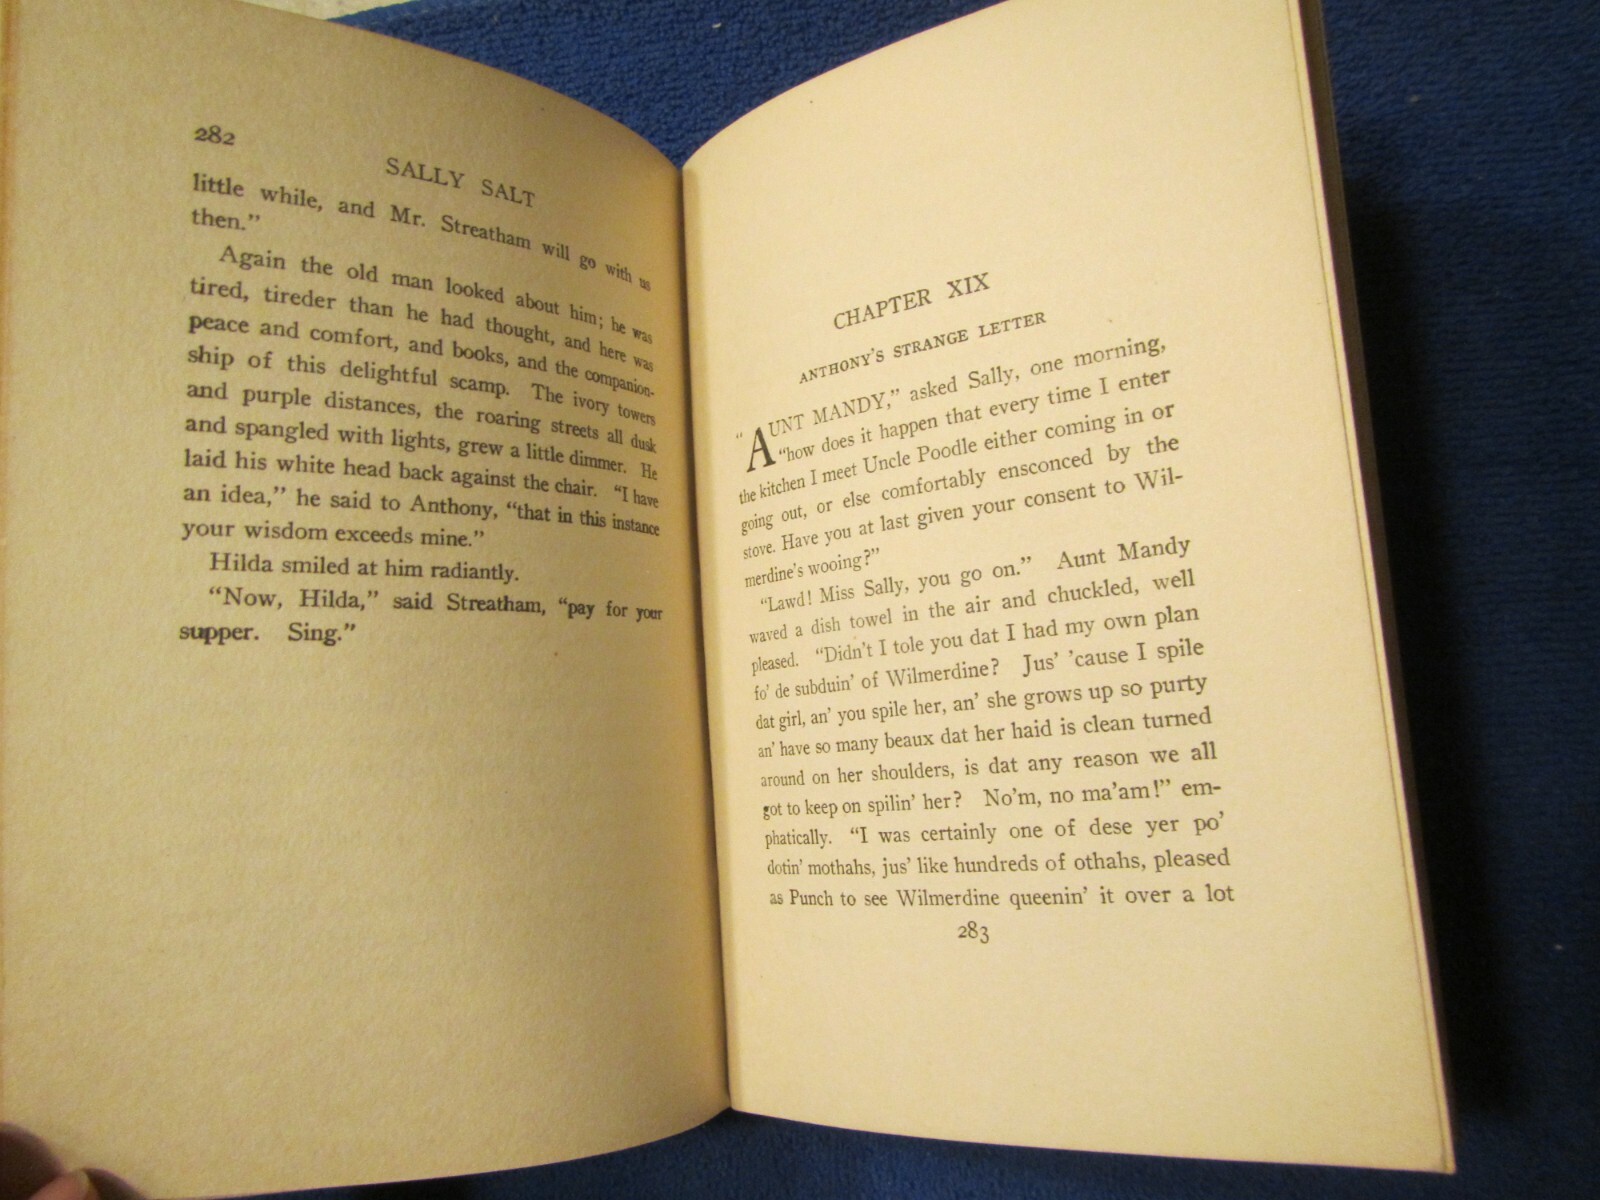 282
SALLY SALT
little while, and Mr. Streatham will go with us
then."
Again the old man looked about him; he was
tired, tireder than he had thought, and here was
peace and comfort, and books, and the companion-
ship of this delightful scamp. The ivory towers
and purple distances, the roaring streets all dusk
and spangled with lights, grew a little dimmer. He
laid his white head back against the chair. "I have
an idea," he said to Anthony, "that in this instance
your wisdom exceeds mine."
Hilda smiled at him radiantly.
"Now, Hilda," said Streatham, "pay for your
supper. Sing."
CHAPTER XIX
ANTHONY'S STRANGE LETTER
"AUNT MANDY," asked Sally, one morning,
"how does it happen that every time I enter
the kitchen I meet Uncle Poodle either coming in or
going out, or else comfortably ensconced by the
stove. Have you at last given your consent to Wil-
merdine's wooing?"
"Lawd! Miss Sally, you go on." Aunt Mandy
waved a dish towel in the air and chuckled, well
pleased. "Didn't I tole you dat I had my own plan
fo' de subduin' of Wilmerdine? Jus' 'cause I spile
dat girl, an' you spile her, an' she grows up so purty
an' have so many beaux dat her haid is clean turned
around on her shoulders, is dat any reason we all
got to keep on spilin' her? No'm, no ma'am!" em-
phatically. "I was certainly one of dese yer po'
dotin' mothahs, jus' like hundreds of othahs, pleased
as Punch to see Wilmerdine queenin' it over a lot
283